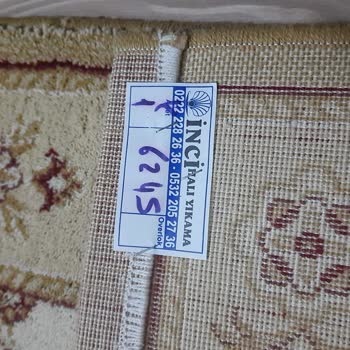 İNCİ
HALI YIKAMA
0222 228 26 36 - 0532 205 27 36
6245
1
Overlok